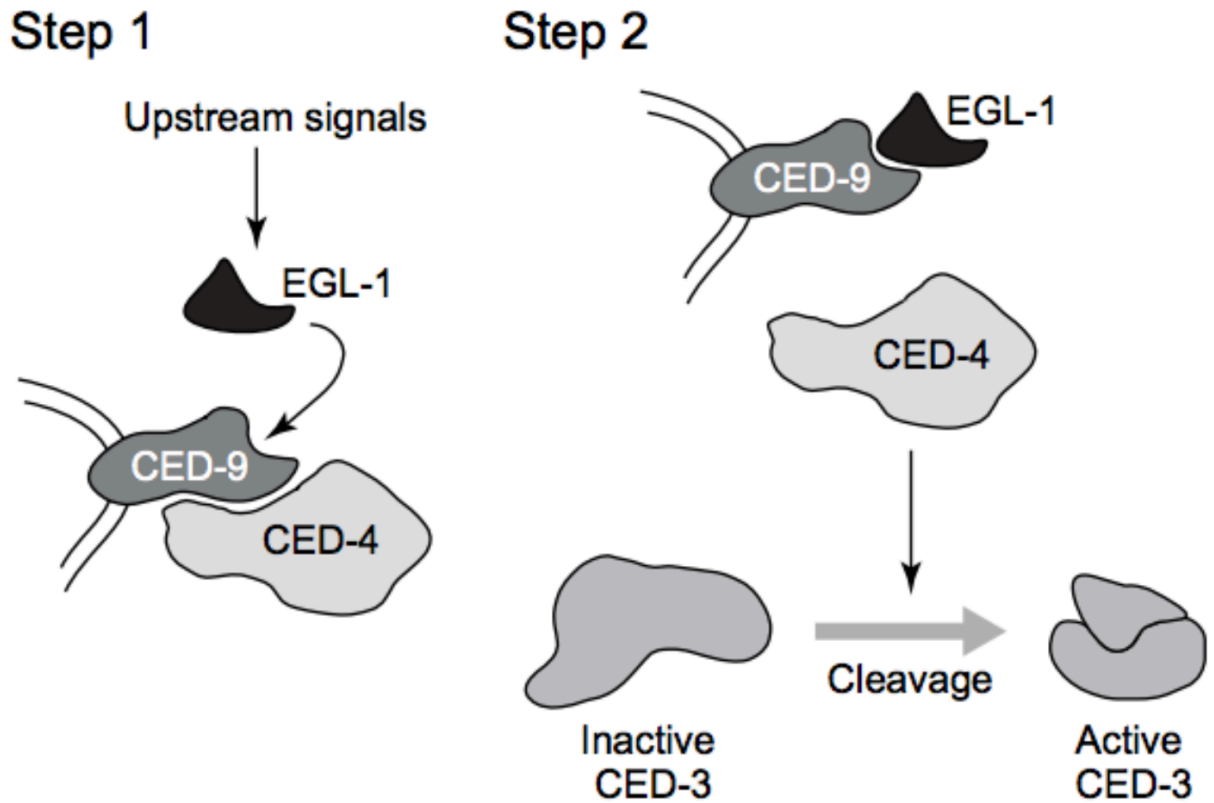 Step 1
Upstream signals
EGL-1
CED-9
CED-4
Step 2
EGL-1
CED-9
CED-4
Cleavage
Inactive
CED-3
Active
CED-3